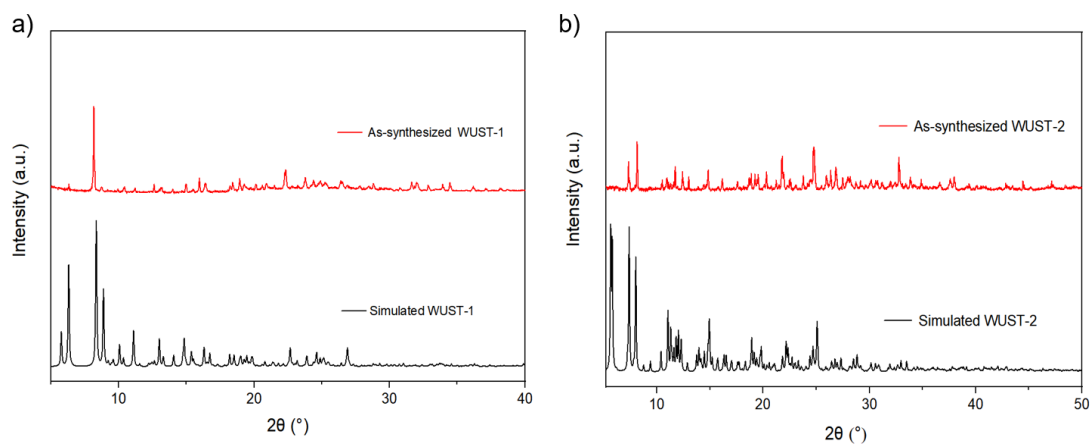 a)
Intensity (a.u.)
As-synthesized WUST-1
Simulated WUST-1
10
20
30
40
2θ (°)
b)
Intensity (a.u.)
As-synthesized WUST-2
Simulated WUST-2
10
20
30
40
50
2θ (°)